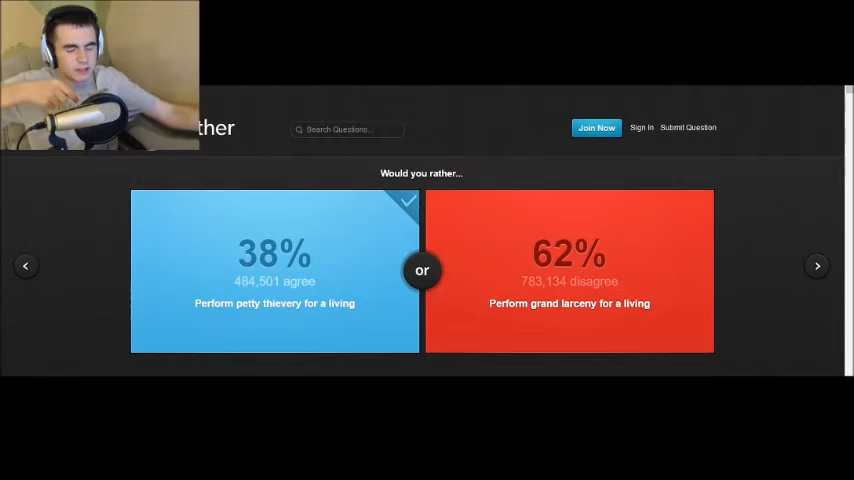 ther
Search Questions...
Join Now
Sign In
Submit Question
Would you rather...
38%
484,501 agree
Perform petty thievery for a living
or
62%
783,134 disagree
Perform grand larceny for a living